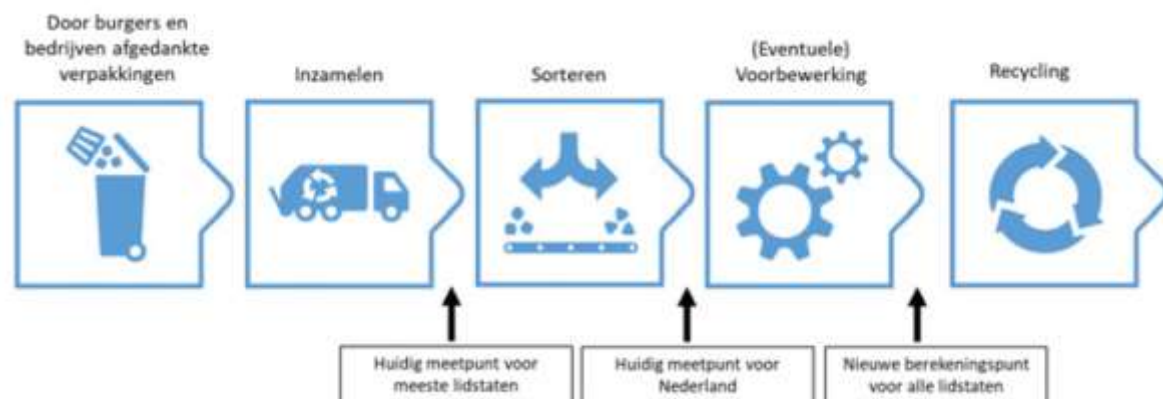 Door burgers en
bedrijven afgedankte
verpakkingen
Inzamelen
Sorteren
(Eventuele)
Voorbewerking
Recycling
Huidig meetpunt voor
meeste lidstaten
Huidig meetpunt voor
Nederland
Nieuwe berekeningspunt
voor alle lidstaten